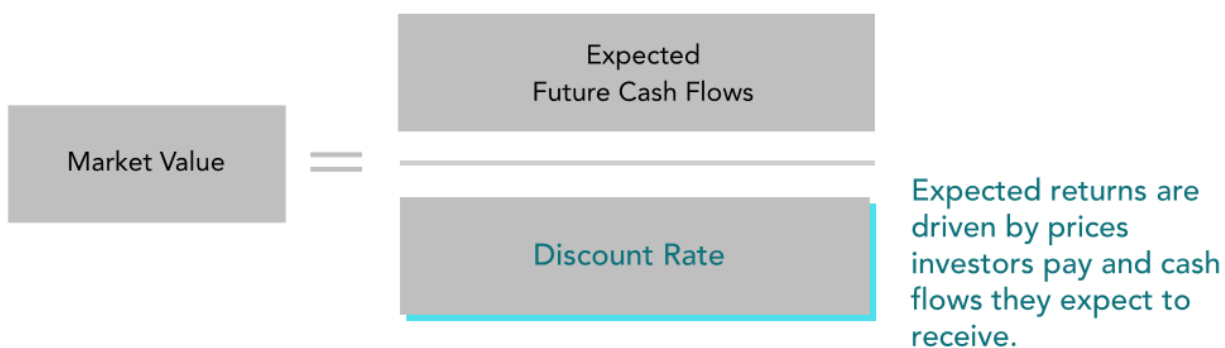 Expected
Future Cash Flows
Market Value
Discount Rate
Expected returns are
driven by prices
investors pay and cash
flows they expect to
receive.